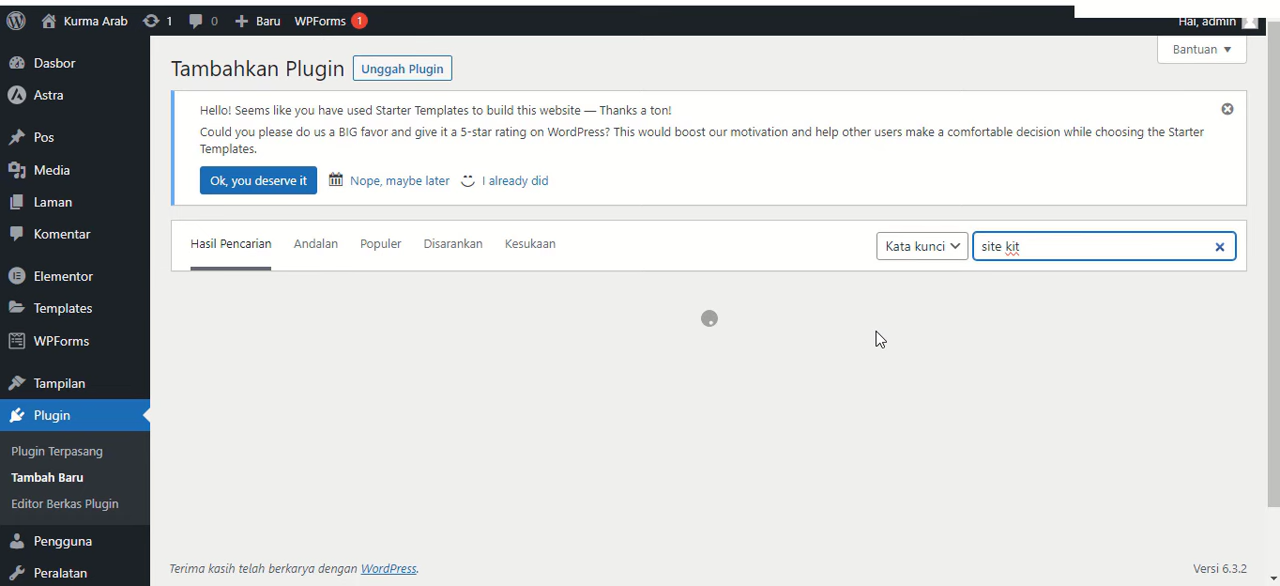 Kurma Arab 1 0 Baru WPForms 1 Hai, admin
Bantuan
Dasbor
Astra
Pos
Media
Laman
Komentar
Elementor
Templates
WPForms
Tampilan
Plugin
Plugin Terpasang
Tambah Baru
Editor Berkas Plugin
Pengguna
Peralatan
Tambahkan Plugin Unggah Plugin
Hello! Seems like you have used Starter Templates to build this website — Thanks a ton!
Could you please do us a BIG favor and give it a 5-star rating on WordPress? This would boost our motivation and help other users make a comfortable decision while choosing the Starter
Templates.
Ok, you deserve it Nope, maybe later I already did
Hasil Pencarian Andalan Populer Disarankan Kesukaan Kata kunci site kit
Terima kasih telah berkarya dengan WordPress. Versi 6.3.2